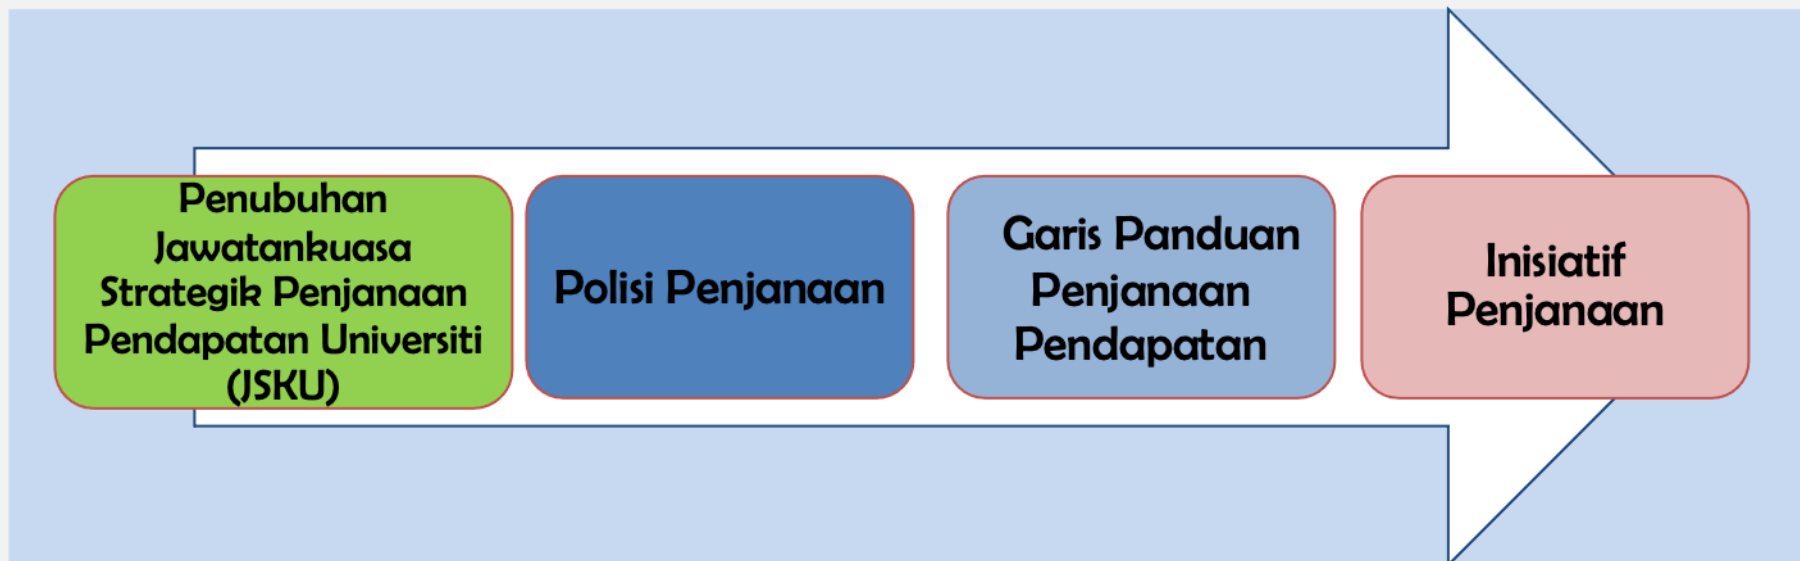 Penubuhan
Jawatankuasa
Strategik Penjanaan
Pendapatan Universiti
(JSKU)
Polisi Penjanaan
Garis Panduan
Penjanaan
Pendapatan
Inisiatif
Penjanaan